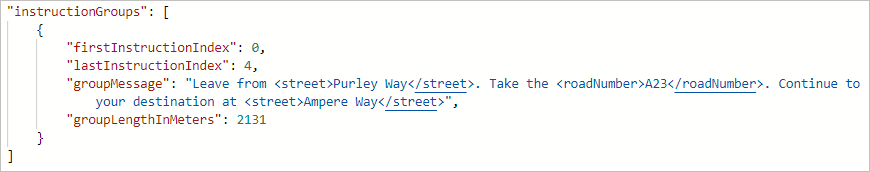 "instructionGroups": [
{
"firstInstructionIndex": 0,
"lastInstructionIndex": 4,
"groupMessage": "Leave from <street>Purley Way</street>. Take the <roadNumber>A23</roadNumber>. Continue to
your destination at <street>Ampere Way</street>",
"groupLengthInMeters": 2131
}
]